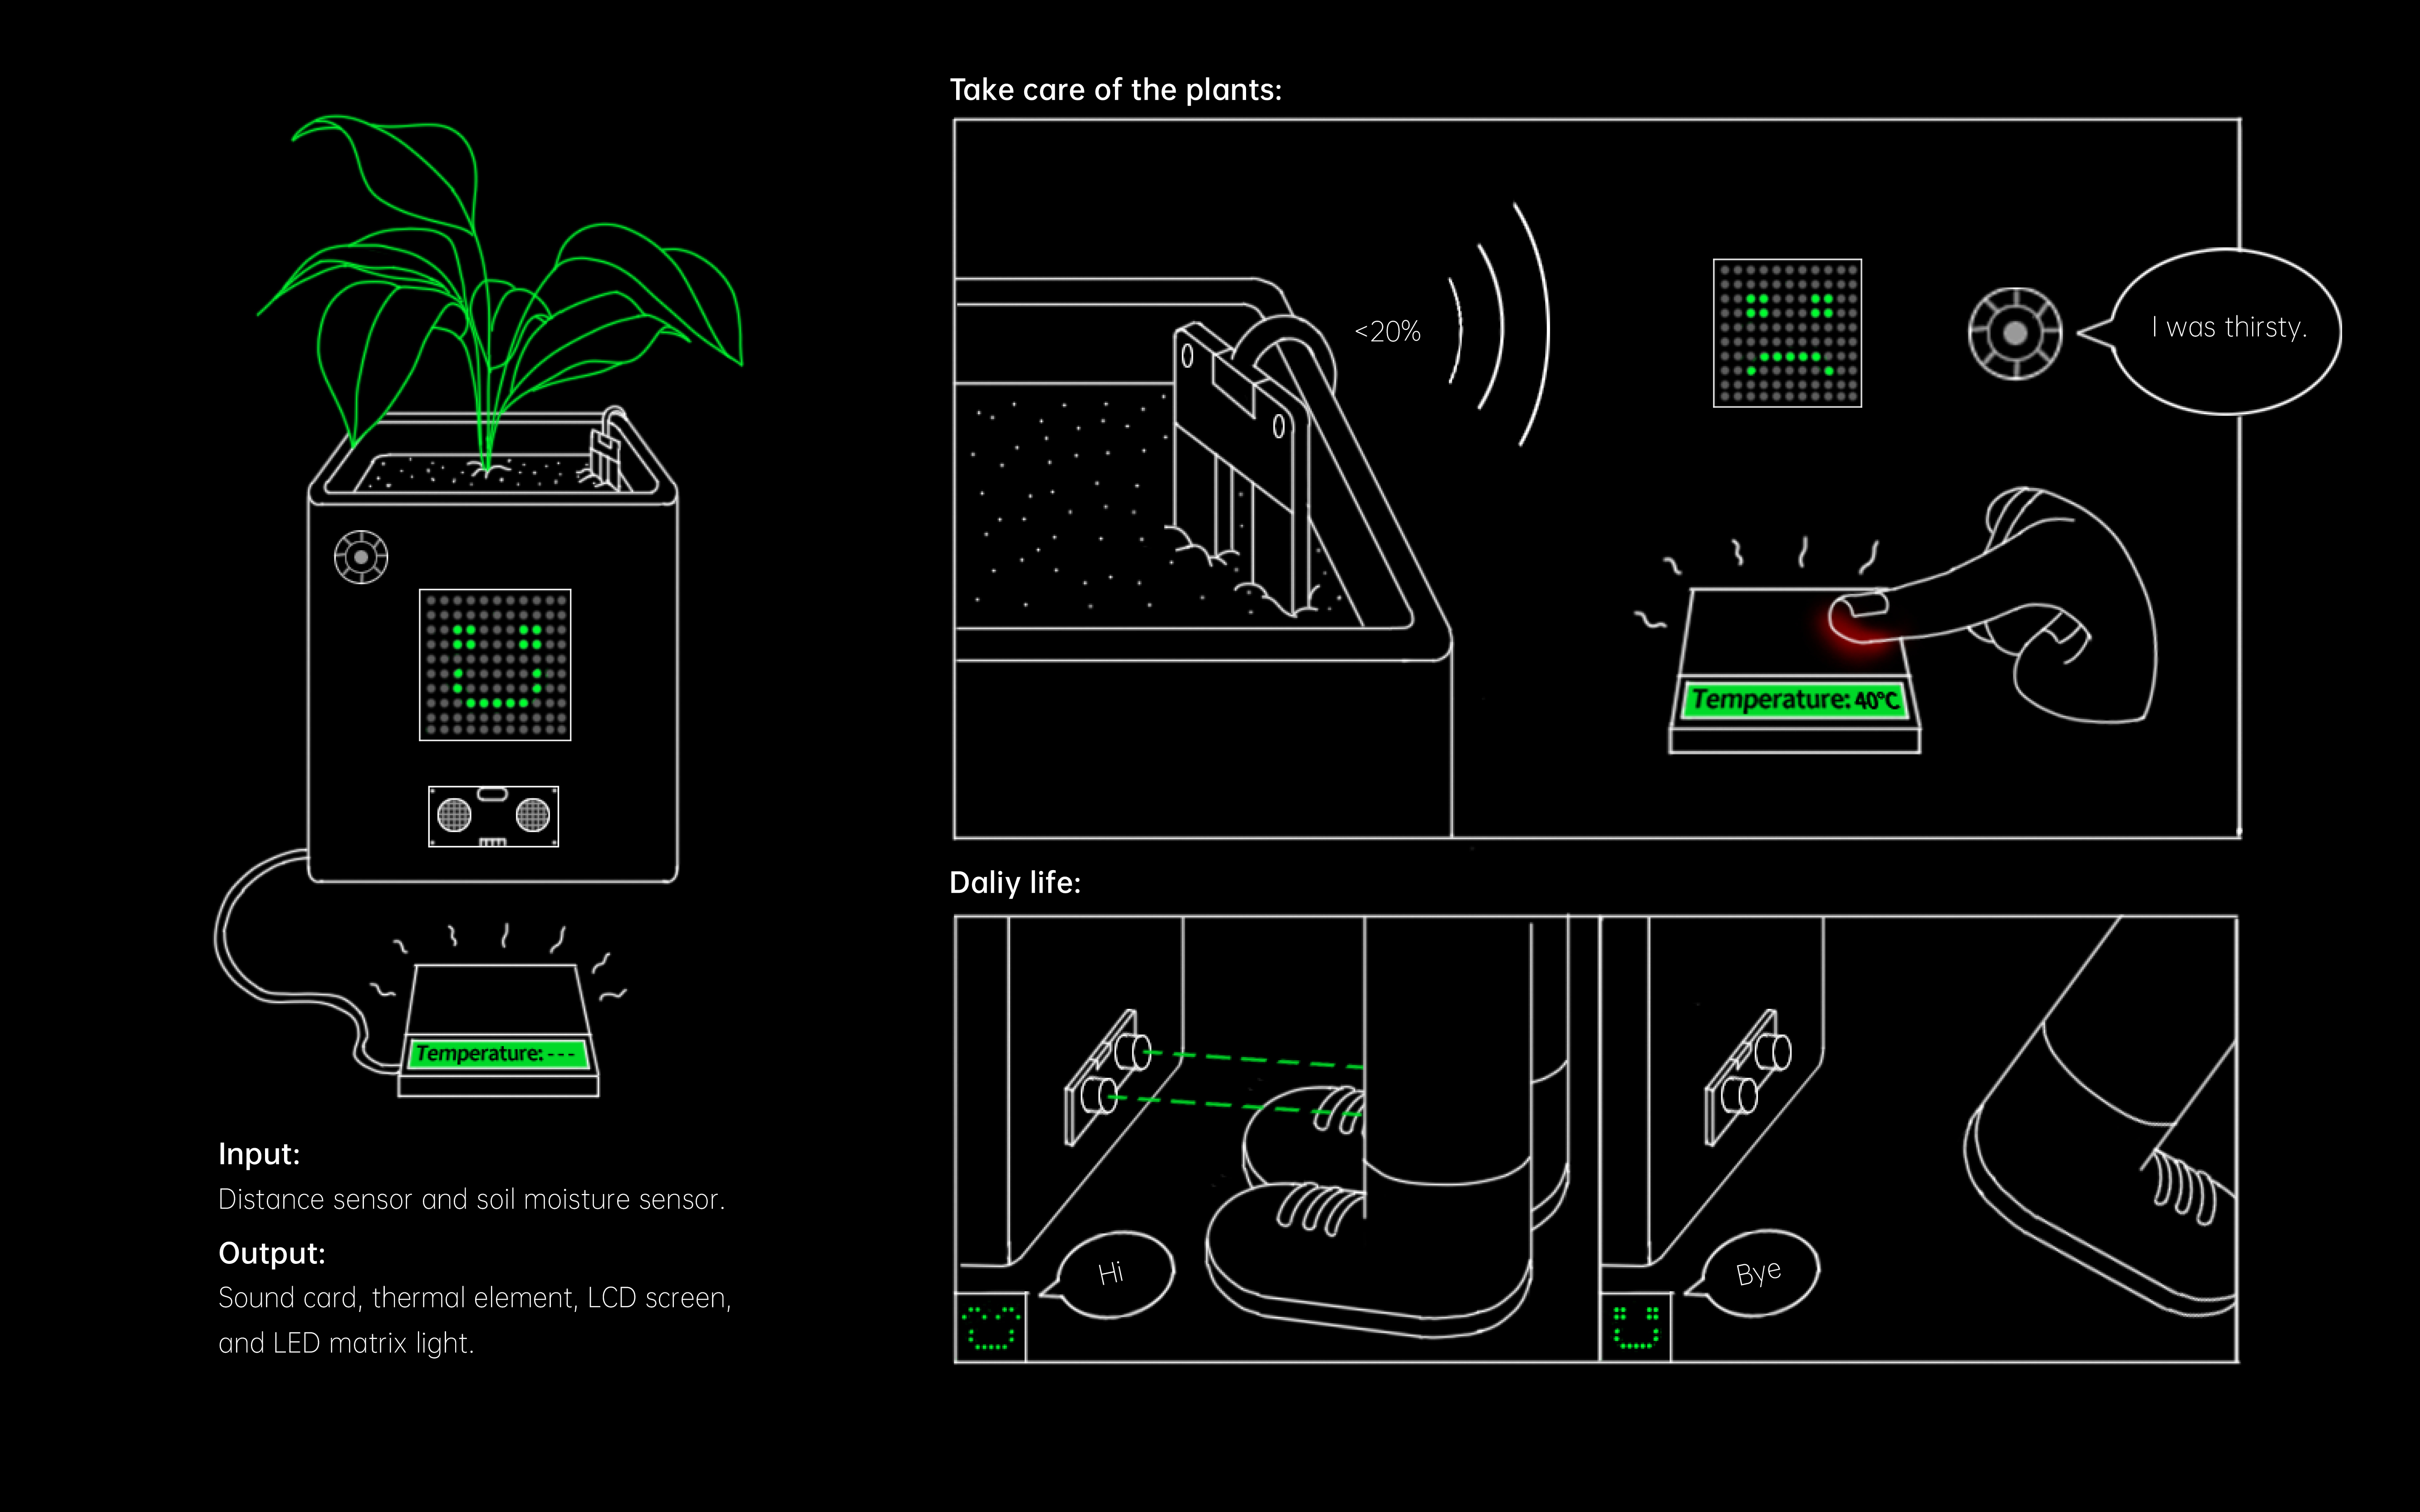 Take care of the plants:
<20%
I was thirsty.
Temperature: 40°C
Temperature: ---
Input:
Distance sensor and soil moisture sensor.
Output:
Sound card, thermal element, LCD screen,
and LED matrix light.
Daliy life:
Hi
Bye